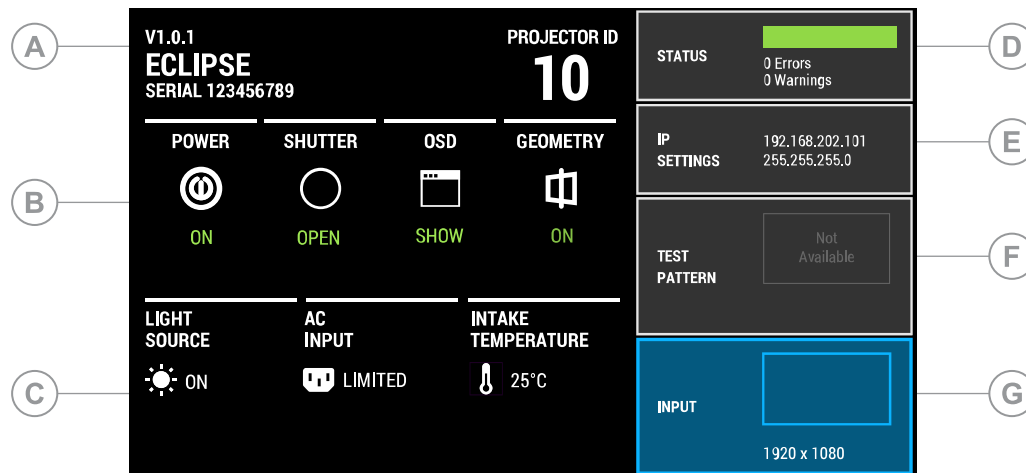 A
V1.0.1
ECLIPSE
SERIAL 123456789
PROJECTOR ID
10
B
POWER
ON
SHUTTER
OPEN
OSD
SHOW
GEOMETRY
ON
C
LIGHT
SOURCE
ON
AC
INPUT
LIMITED
INTAKE
TEMPERATURE
25°C
D
STATUS
0 Errors
0 Warnings
E
IP
SETTINGS
192.168.202.101
255.255.255.0
F
TEST
PATTERN
Not
Available
G
INPUT
1920 x 1080